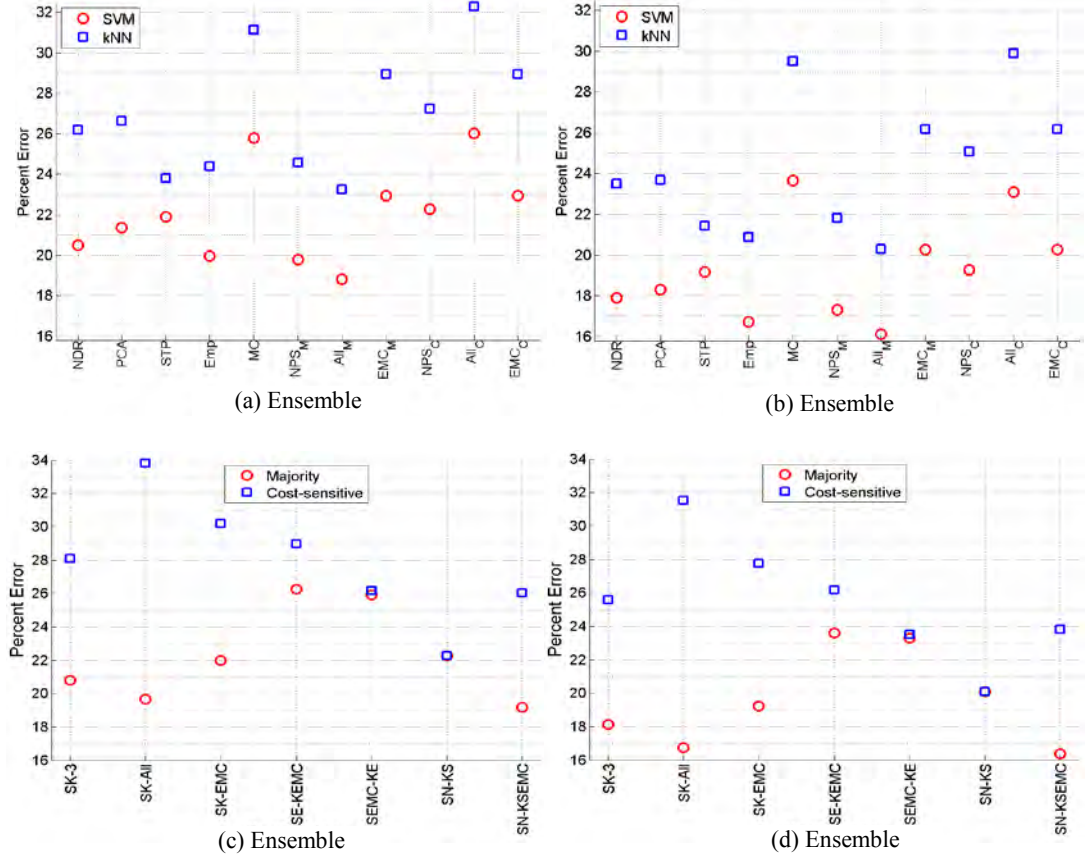 32
30
28
26
24
22
20
18
16
Percent Error
SVM
kNN
NDR
PCA
STP
Emp
MC
NPS_M
All_M
EMC_M
NPS_C
All_C
EMC_C
(a) Ensemble
32
30
28
26
24
22
20
18
16
Percent Error
SVM
kNN
NDR
PCA
STP
Emp
MC
NPS_M
All_M
EMC_M
NPS_C
All_C
EMC_C
(b) Ensemble
34
32
30
28
26
24
22
20
18
16
Percent Error
Majority
Cost-sensitive
SK-3
SK-All
SK-EMC
SE-KEMC
SEMC-KE
SN-KS
SN-KSEMC
(c) Ensemble
34
32
30
28
26
24
22
20
18
16
Percent Error
Majority
Cost-sensitive
SK-3
SK-All
SK-EMC
SE-KEMC
SEMC-KE
SN-KS
SN-KSEMC
(d) Ensemble